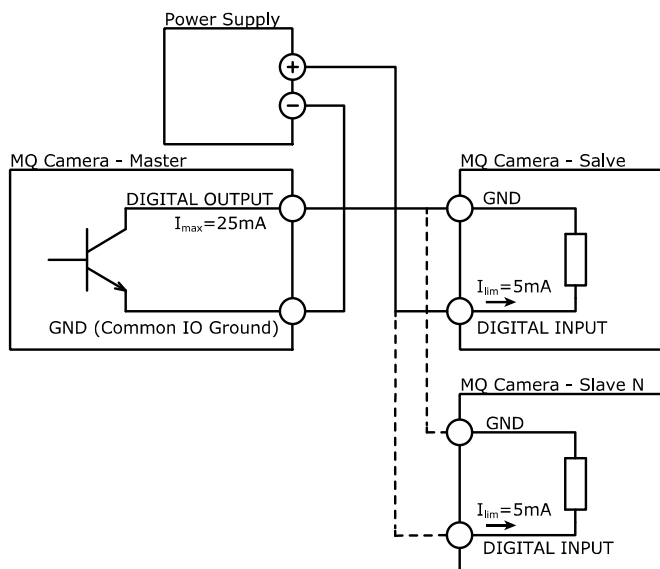 Power Supply
+
−
MQ Camera - Master
DIGITAL OUTPUT
Imax=25mA
GND (Common IO Ground)
MQ Camera - Salve
GND
Ilim=5mA
DIGITAL INPUT
MQ Camera - Slave N
GND
Ilim=5mA
DIGITAL INPUT